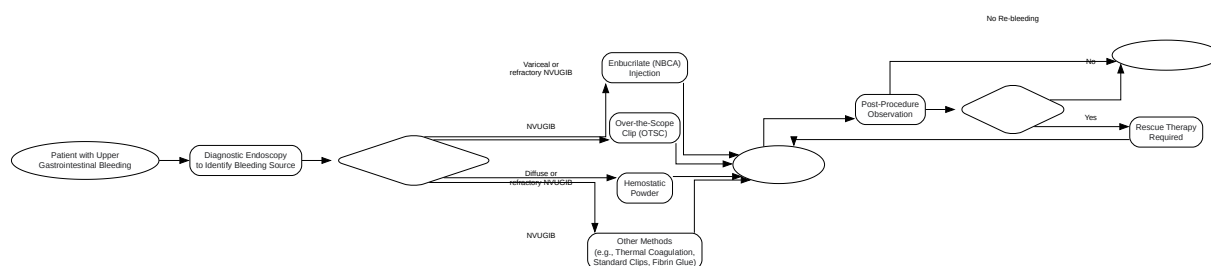 No Re-bleeding
Variceal or
refractory NVUGIB
Enbucrilate (NBCA)
Injection
No
Post-Procedure
Observation
NVUGIB
Over-the-Scope
Clip (OTSC)
Yes
Rescue Therapy
Required
Patient with Upper
Gastrointestinal Bleeding
Diagnostic Endoscopy
to Identify Bleeding Source
Diffuse or
refractory NVUGIB
Hemostatic
Powder
NVUGIB
Other Methods
(e.g., Thermal Coagulation,
Standard Clips, Fibrin Glue)